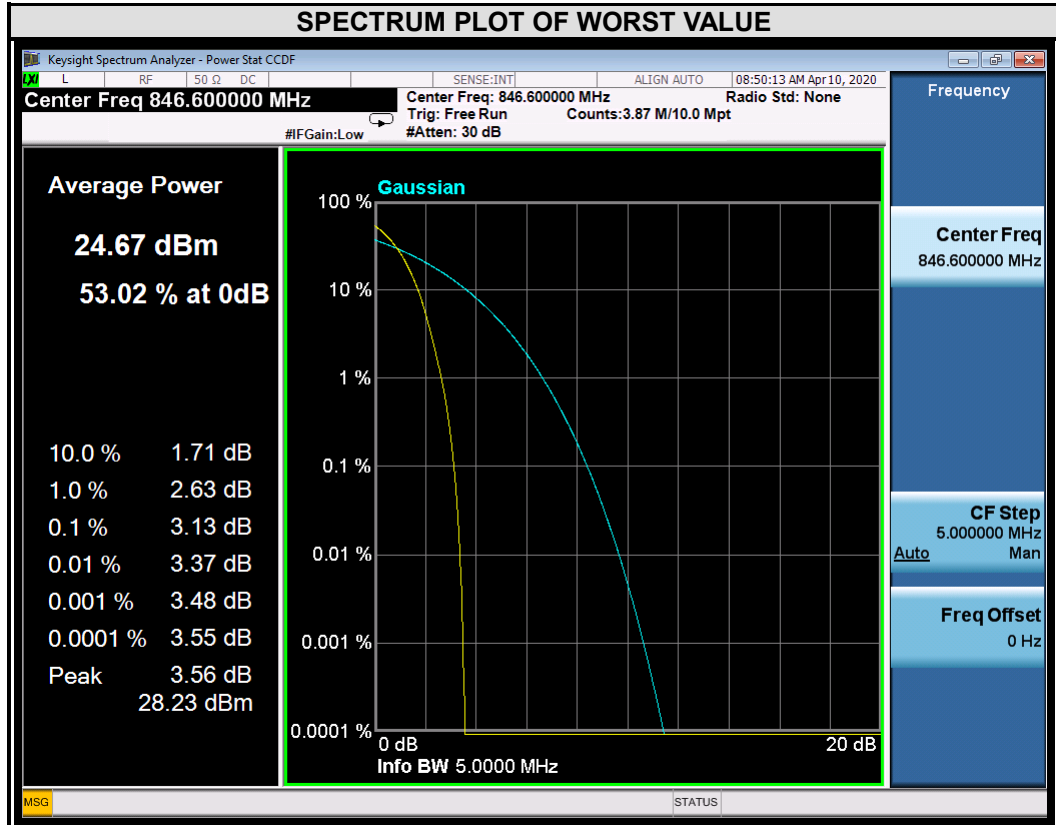 SPECTRUM PLOT OF WORST VALUE
Keysight Spectrum Analyzer - Power Stat CCDF
LXI L RF 50 Ω DC SENSE:INT ALIGN AUTO 08:50:13 AM Apr 10, 2020
Center Freq 846.600000 MHz
#IFGain:Low
Center Freq: 846.600000 MHz
Trig: Free Run
#Atten: 30 dB
Counts:3.87 M/10.0 Mpt
Radio Std: None
Average Power
24.67 dBm
53.02 % at 0dB
10.0 % 1.71 dB
1.0 % 2.63 dB
0.1 % 3.13 dB
0.01 % 3.37 dB
0.001 % 3.48 dB
0.0001 % 3.55 dB
Peak 3.56 dB
28.23 dBm
Gaussian
100 %
10 %
1 %
0.1 %
0.01 %
0.001 %
0.0001 %
0 dB 20 dB
Info BW 5.0000 MHz
Frequency
Center Freq
846.600000 MHz
CF Step
5.000000 MHz
Auto Man
Freq Offset
0 Hz
MSG STATUS